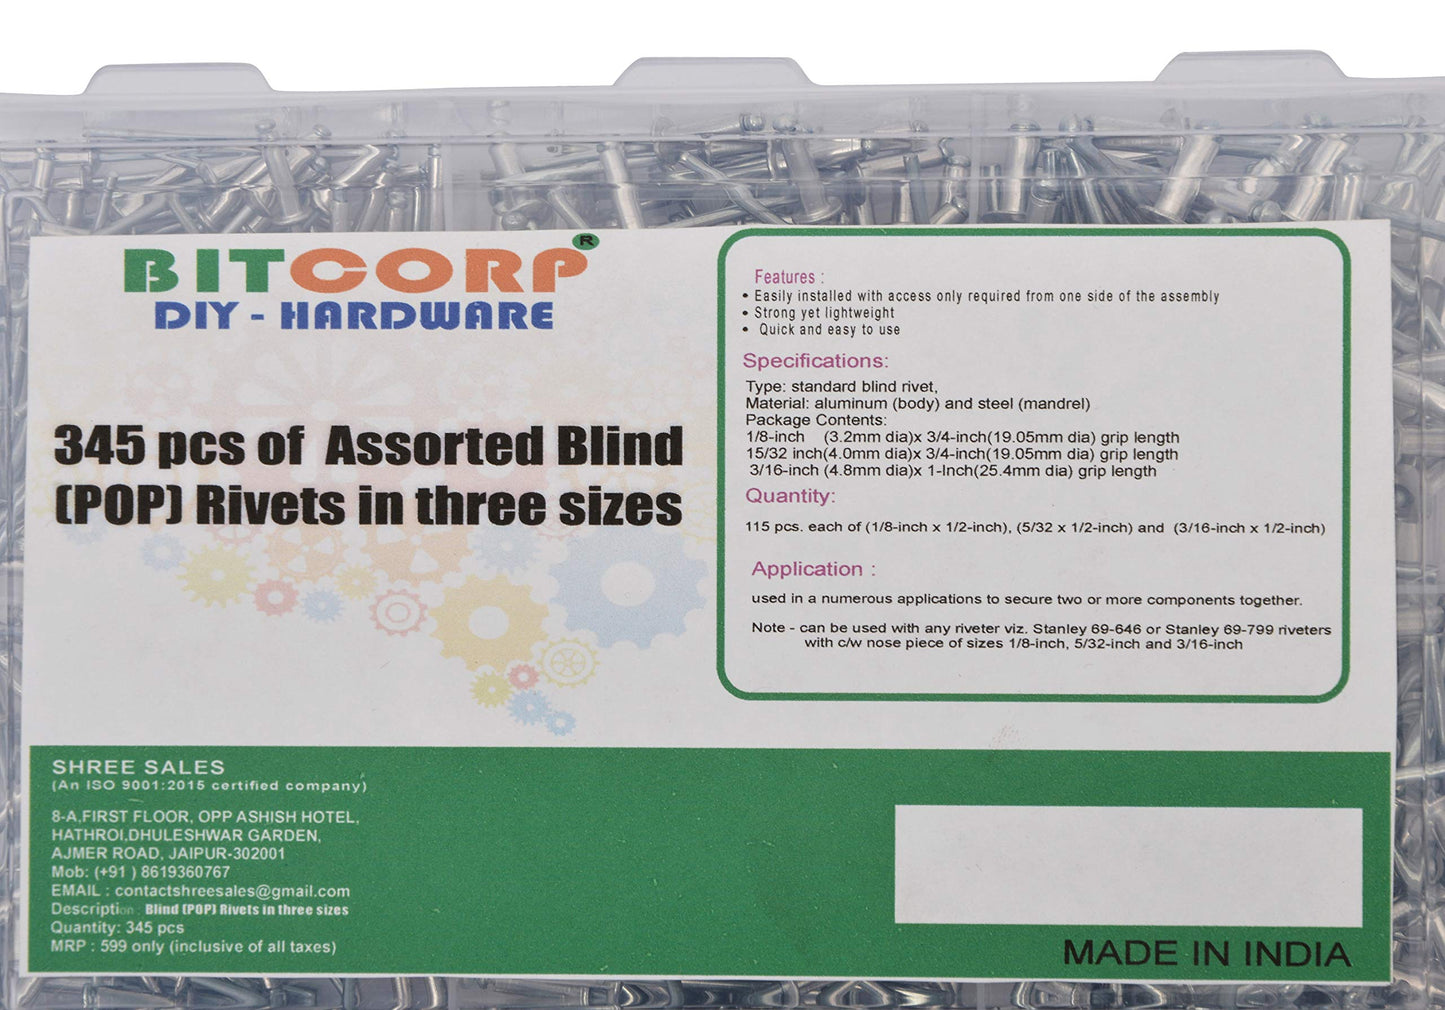 BITCORP®
DIY - HARDWARE
345 pcs of Assorted Blind
(POP) Rivets in three sizes
Features :
• Easily installed with access only required from one side of the assembly
• Strong yet lightweight
• Quick and easy to use
Specifications:
Type: standard blind rivet,
Material: aluminum (body) and steel (mandrel)
Package Contents:
1/8-inch (3.2mm dia)x 3/4-inch(19.05mm dia) grip length
15/32 inch(4.0mm dia)x 3/4-inch(19.05mm dia) grip length
3/16-inch (4.8mm dia)x 1-Inch(25.4mm dia) grip length
Quantity:
115 pcs. each of (1/8-inch x 1/2-inch), (5/32 x 1/2-inch) and (3/16-inch x 1/2-inch)
Application :
used in a numerous applications to secure two or more components together.
Note - can be used with any riveter viz. Stanley 69-646 or Stanley 69-799 riveters
with c/w nose piece of sizes 1/8-inch, 5/32-inch and 3/16-inch
SHREE SALES
(An ISO 9001:2015 certified company)
8-A,FIRST FLOOR, OPP ASHISH HOTEL,
HATHROI,DHULESHWAR GARDEN,
AJMER ROAD, JAIPUR-302001
Mob: (+91 ) 8619360767
EMAIL : contactshreesales@gmail.com
Description : Blind (POP) Rivets in three sizes
Quantity: 345 pcs
MRP : 599 only (inclusive of all taxes)
MADE IN INDIA